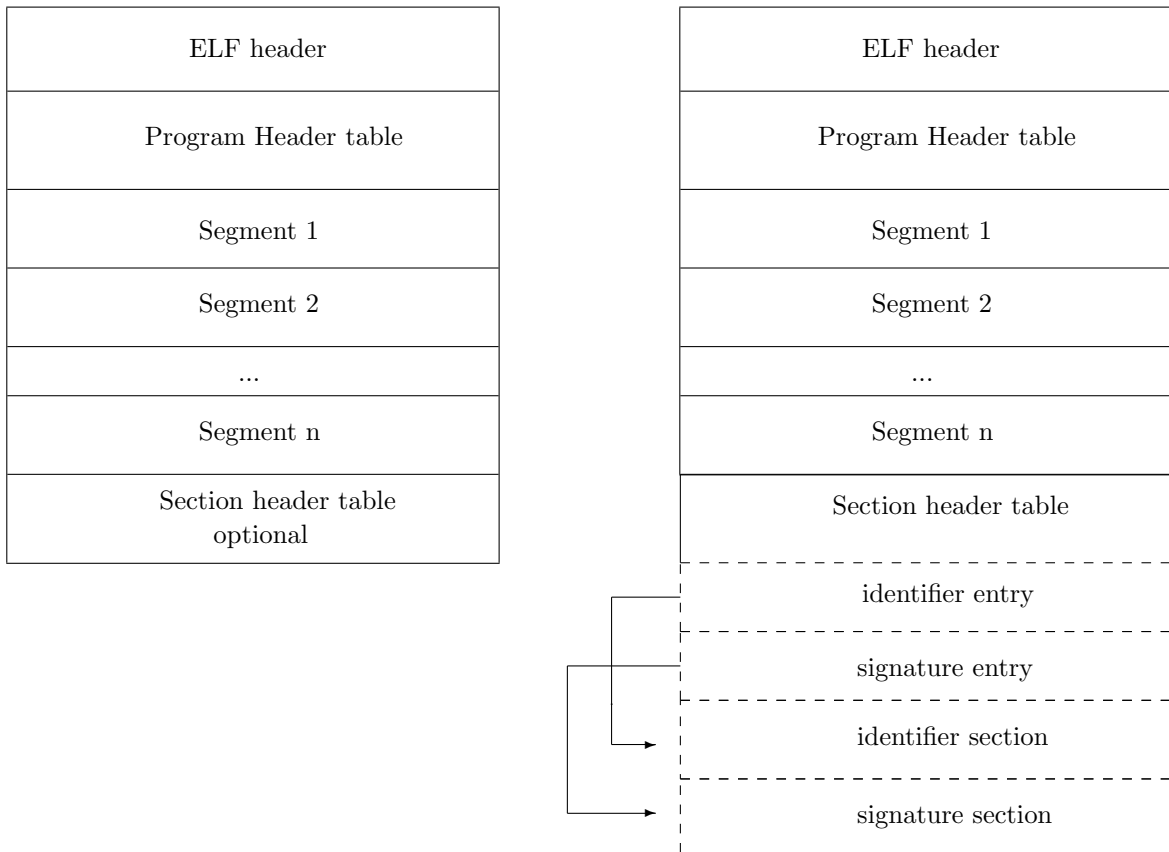 ELF header
Program Header table
Segment 1
Segment 2
...
Segment n
Section header table
optional
ELF header
Program Header table
Segment 1
Segment 2
...
Segment n
Section header table
identifier entry
signature entry
identifier section
signature section